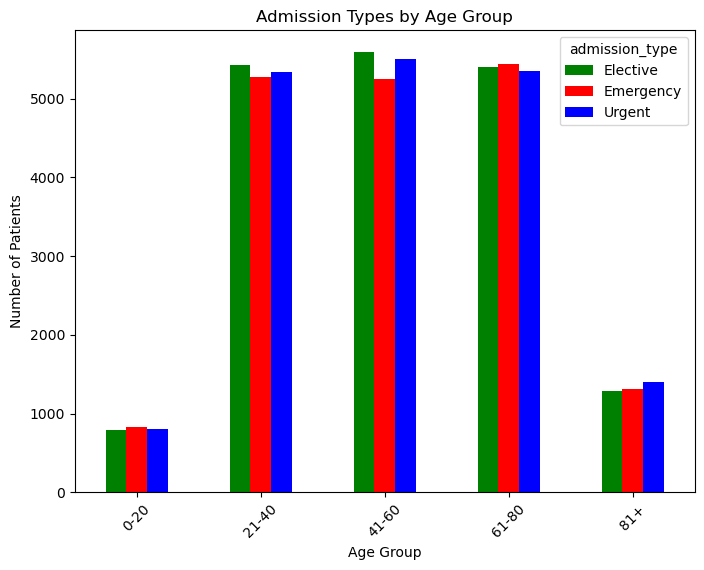 Admission Types by Age Group
admission_type
Elective
Emergency
Urgent
Number of Patients
5000
4000
3000
2000
1000
0
0-20
21-40
41-60
61-80
81+
Age Group